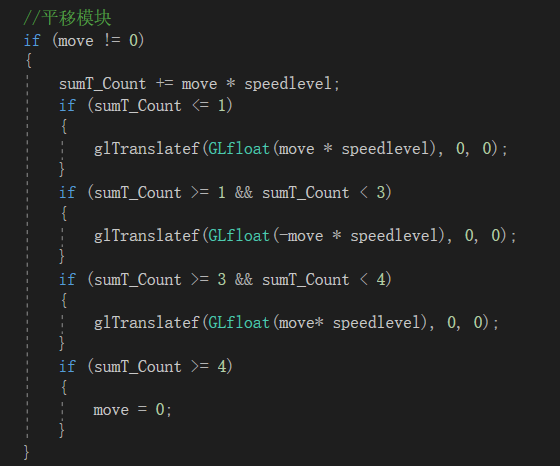 //平移模块
if (move != 0)
{
sumT_Count += move * speedlevel;
if (sumT_Count <= 1)
{
glTranslatef(GLfloat(move * speedlevel), 0, 0);
}
if (sumT_Count >= 1 && sumT_Count < 3)
{
glTranslatef(GLfloat(-move * speedlevel), 0, 0);
}
if (sumT_Count >= 3 && sumT_Count < 4)
{
glTranslatef(GLfloat(move* speedlevel), 0, 0);
}
if (sumT_Count >= 4)
{
move = 0;
}
}